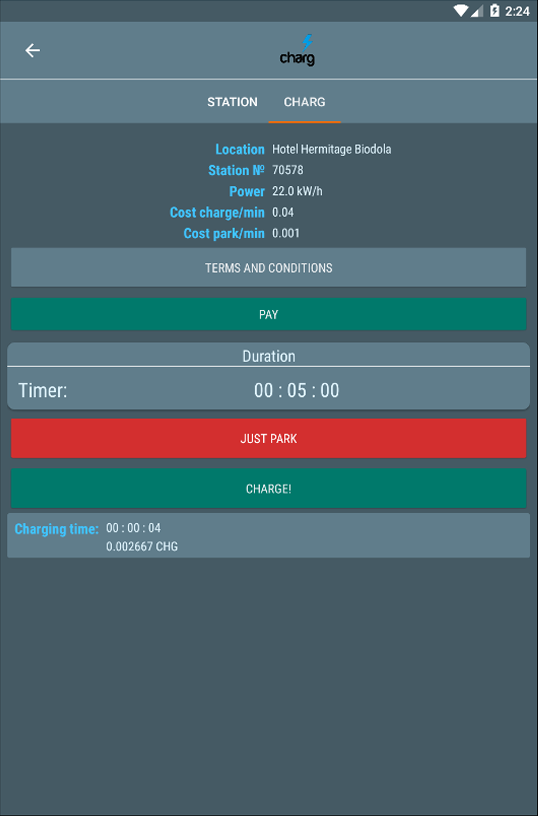 2:24
charg
STATION CHARG
Location Hotel Hermitage Biodola
Station № 70578
Power 22.0 kW/h
Cost charge/min 0.04
Cost park/min 0.001
TERMS AND CONDITIONS
PAY
Duration
Timer: 00 : 05 : 00
JUST PARK
CHARGE!
Charging time: 00 : 00 : 04
0.002667 CHG